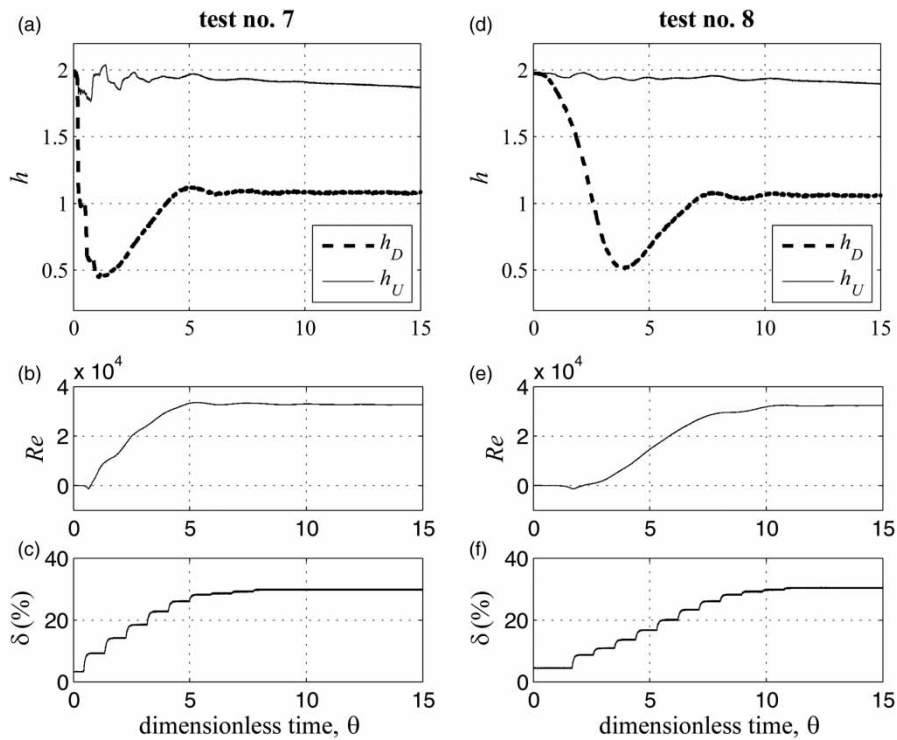 test no. 7
(a)
2
1.5
h
1
0.5
h_D
h_U
0 5 10 15
(b)
x 10^4
4
2
Re
0
0 5 10 15
(c)
40
20
δ (%)
0
0 5 10 15
dimensionless time, θ
test no. 8
(d)
2
1.5
h
1
0.5
h_D
h_U
0 5 10 15
(e)
x 10^4
4
2
Re
0
0 5 10 15
(f)
40
20
δ (%)
0
0 5 10 15
dimensionless time, θ